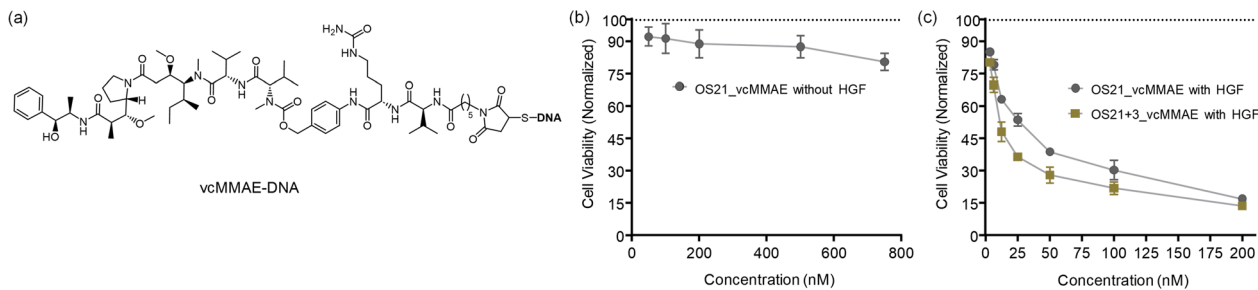 (a)
H₂N
O
HN
O
O
N
O
N
H
O
H
N
O
N
O
O
H
N
O
N
H
O
H
N
O
5
N
O
O
S–DNA
N
H
O
N
H
O
OH
vcMMAE-DNA
(b)
Cell Viability (Normalized)
100
90
75
60
45
30
15
0
OS21_vcMMAE without HGF
0
200
400
600
800
Concentration (nM)
(c)
Cell Viability (Normalized)
100
90
75
60
45
30
15
0
OS21_vcMMAE with HGF
OS21+3_vcMMAE with HGF
0
25
50
75
100
125
150
175
200
Concentration (nM)